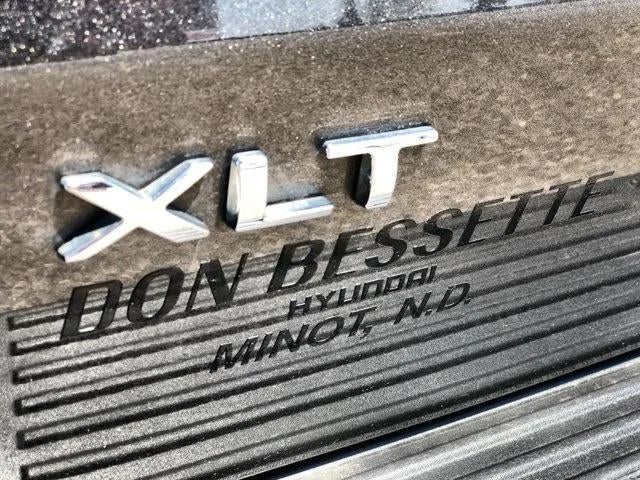 XLT
DON BESSETTE
HYUNDAI
MINOT, N.D.